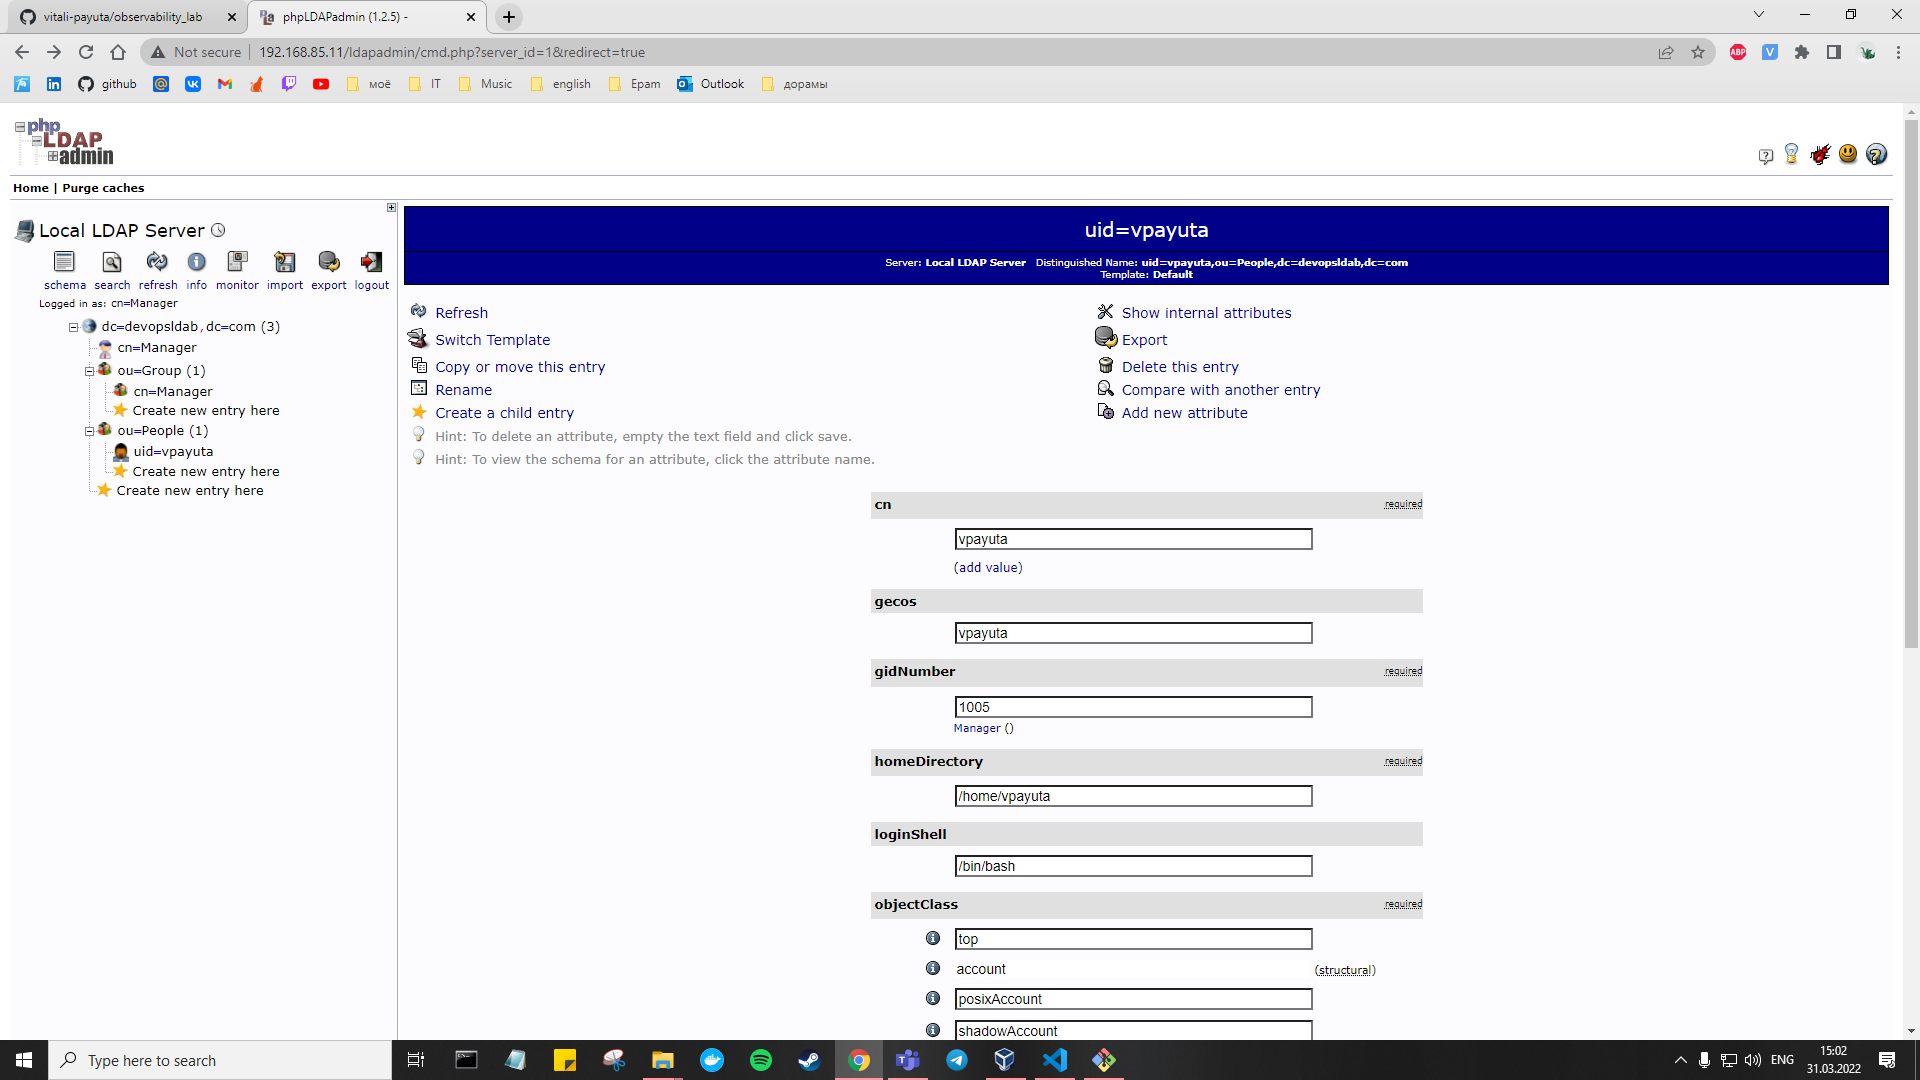 vitali-payuta/observability_lab
phpLDAPadmin (1.2.5) -
Not secure
192.168.85.11/ldapadmin/cmd.php?server_id=1&redirect=true
github
моё
IT
Music
english
Epam
Outlook
дорамы
php
LDAP
admin
Home | Purge caches
Local LDAP Server
schema search refresh info monitor import export logout
Logged in as: cn=Manager
dc=devopsldab,dc=com (3)
cn=Manager
ou=Group (1)
cn=Manager
Create new entry here
ou=People (1)
uid=vpayuta
Create new entry here
Create new entry here
uid=vpayuta
Server: Local LDAP Server Distinguished Name: uid=vpayuta,ou=People,dc=devopsldab,dc=com
Template: Default
Refresh
Show internal attributes
Switch Template
Export
Copy or move this entry
Delete this entry
Rename
Compare with another entry
Create a child entry
Add new attribute
Hint: To delete an attribute, empty the text field and click save.
Hint: To view the schema for an attribute, click the attribute name.
cn required
vpayuta
(add value)
gecos
vpayuta
gidNumber required
1005
Manager ()
homeDirectory required
/home/vpayuta
loginShell
/bin/bash
objectClass required
top
account (structural)
posixAccount
shadowAccount
Type here to search
ENG
15:02
31.03.2022